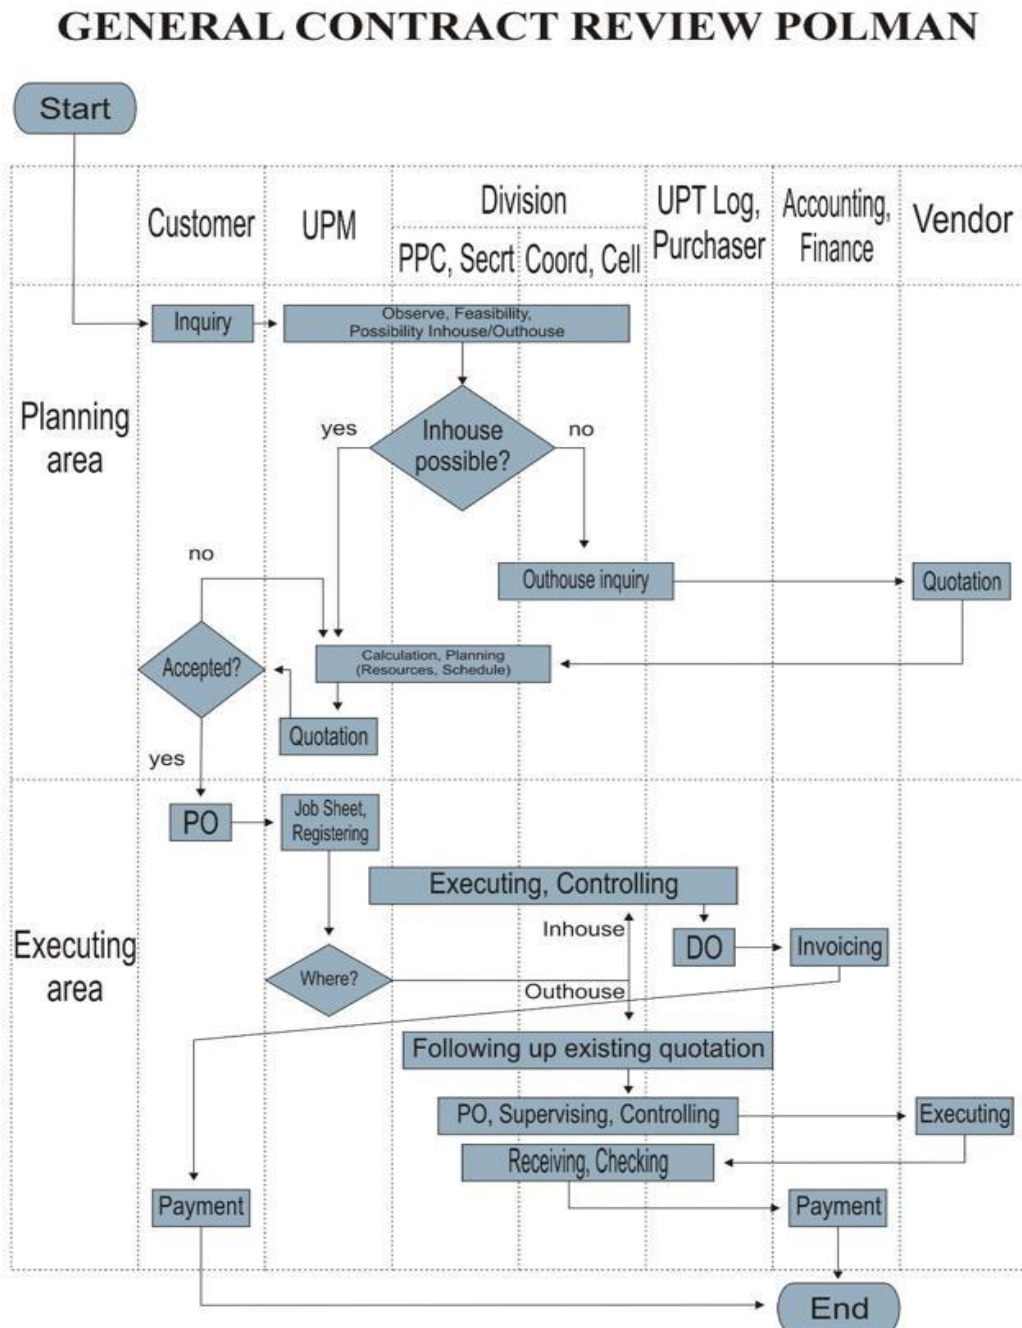 GENERAL CONTRACT REVIEW POLMAN
Start
Customer
UPM
Division
PPC, Secrt
Coord, Cell
UPT Log,
Purchaser
Accounting,
Finance
Vendor
Planning
area
Inquiry
Observe, Feasibility,
Possibility Inhouse/Outhouse
Inhouse
possible?
yes
no
Outhouse inquiry
Quotation
no
Accepted?
Calculation, Planning
(Resources, Schedule)
Quotation
yes
Executing
area
PO
Job Sheet,
Registering
Executing, Controlling
Inhouse
DO
Invoicing
Where?
Outhouse
Following up existing quotation
PO, Supervising, Controlling
Executing
Receiving, Checking
Payment
Payment
End